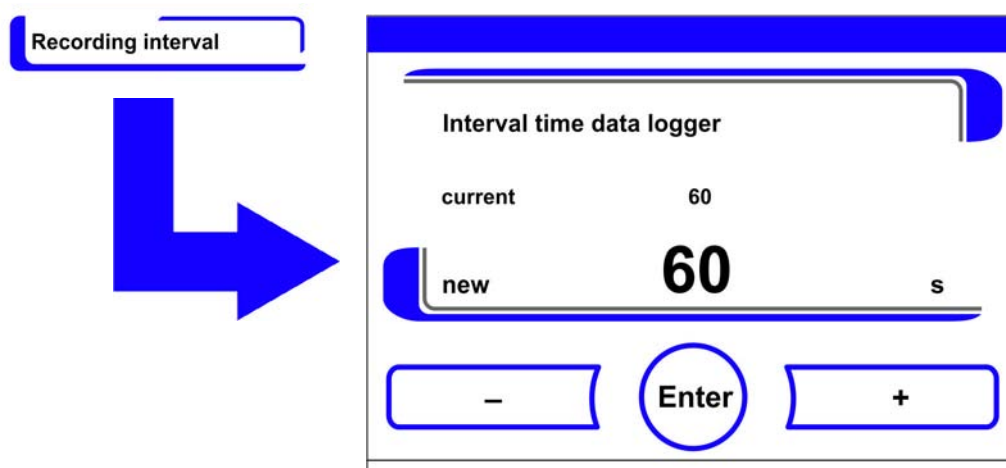 Recording interval
Interval time data logger
current 60
new 60 s
– Enter +